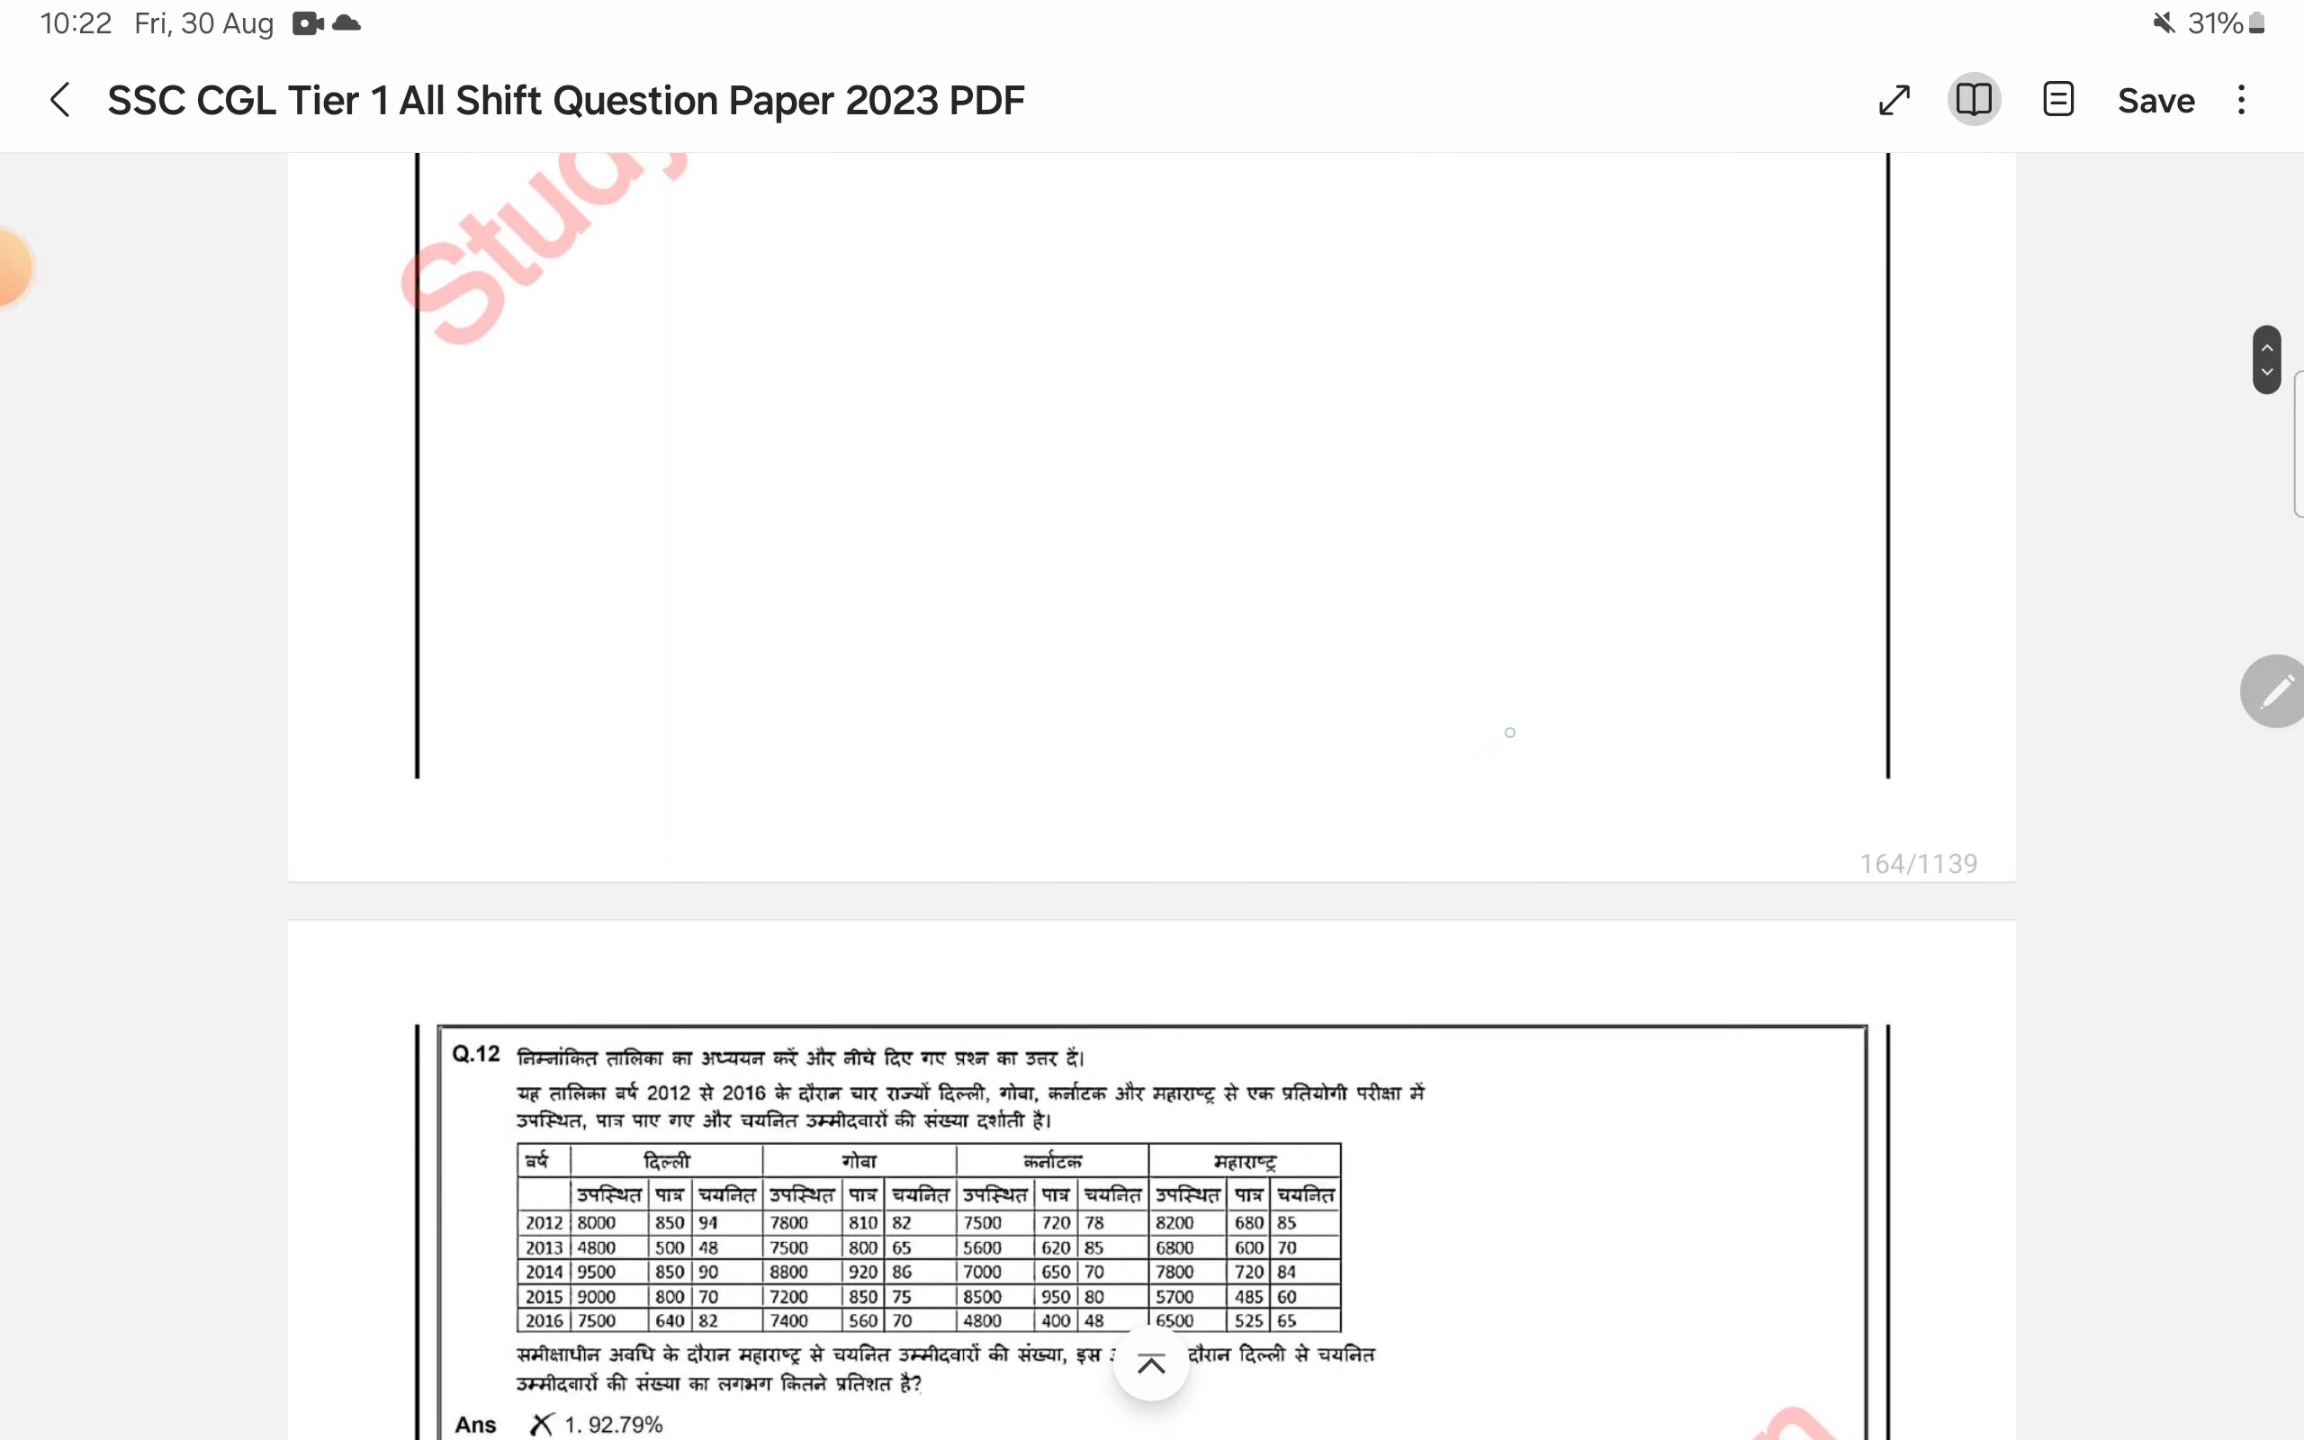 10:22 Fri, 30 Aug 31%
SSC CGL Tier 1 All Shift Question Paper 2023 PDF Save
Study
164/1139
Q.12 निम्नांकित तालिका का अध्ययन करें और नीचे दिए गए प्रश्न का उत्तर दें।
यह तालिका वर्ष 2012 से 2016 के दौरान चार राज्यों दिल्ली, गोवा, कर्नाटक और महाराष्ट्र से एक प्रतियोगी परीक्षा में
उपस्थित, पात्र पाए गए और चयनित उम्मीदवारों की संख्या दर्शाती है।
वर्ष दिल्ली गोवा कर्नाटक महाराष्ट्र
उपस्थित पात्र चयनित उपस्थित पात्र चयनित उपस्थित पात्र चयनित उपस्थित पात्र चयनित
2012 8000 850 94 7800 810 82 7500 720 78 8200 680 85
2013 4800 500 48 7500 800 65 5600 620 85 6800 600 70
2014 9500 850 90 8800 920 86 7000 650 70 7800 720 84
2015 9000 800 70 7200 850 75 8500 950 80 5700 485 60
2016 7500 640 82 7400 560 70 4800 400 48 6500 525 65
समीक्षाधीन अवधि के दौरान महाराष्ट्र से चयनित उम्मीदवारों की संख्या, इस दौरान दिल्ली से चयनित
उम्मीदवारों की संख्या का लगभग कितने प्रतिशत है?
Ans 1. 92.79%